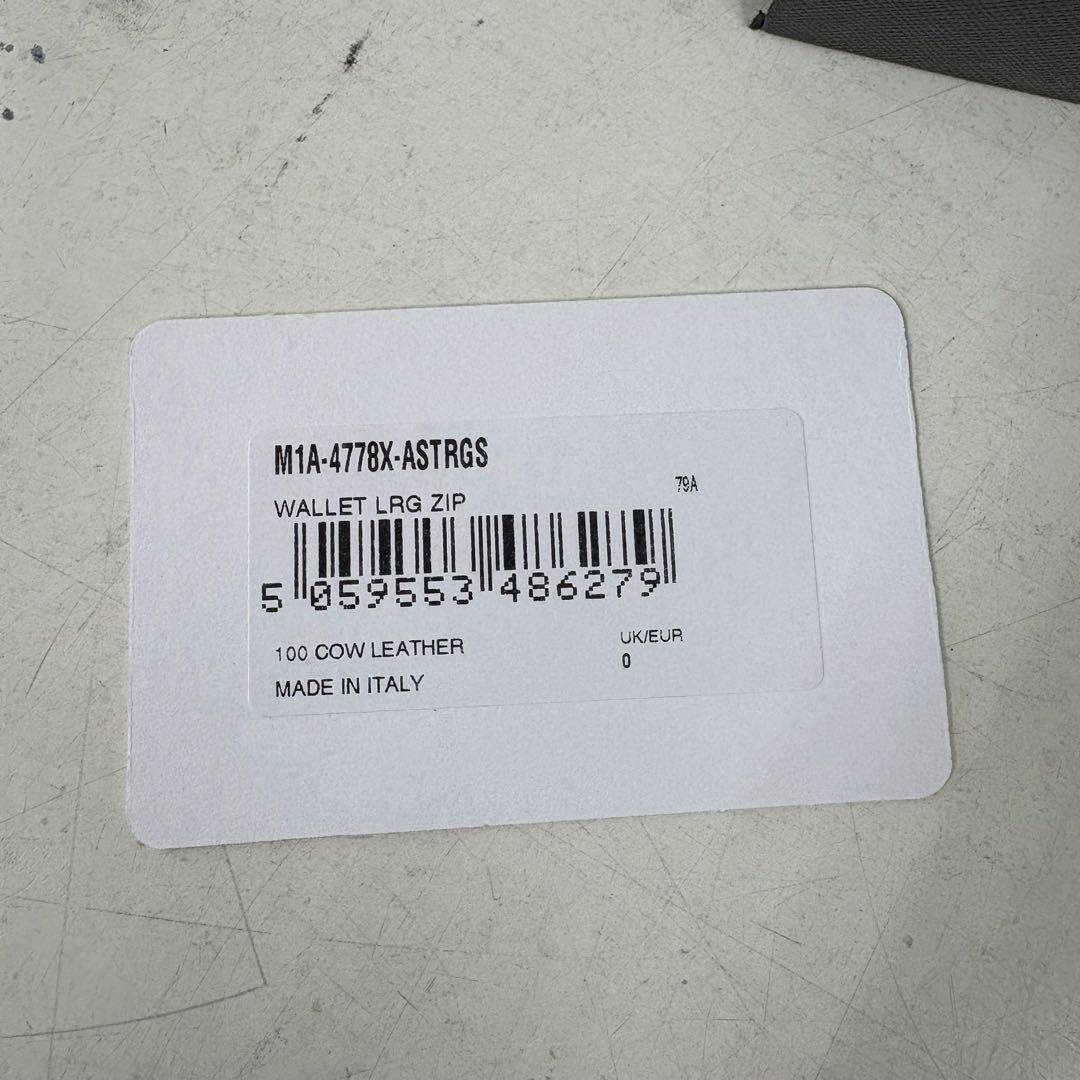 M1A-4778X-ASTRGS
79A
WALLET LRG ZIP
5 059553 486279
100 COW LEATHER
UK/EUR
0
MADE IN ITALY